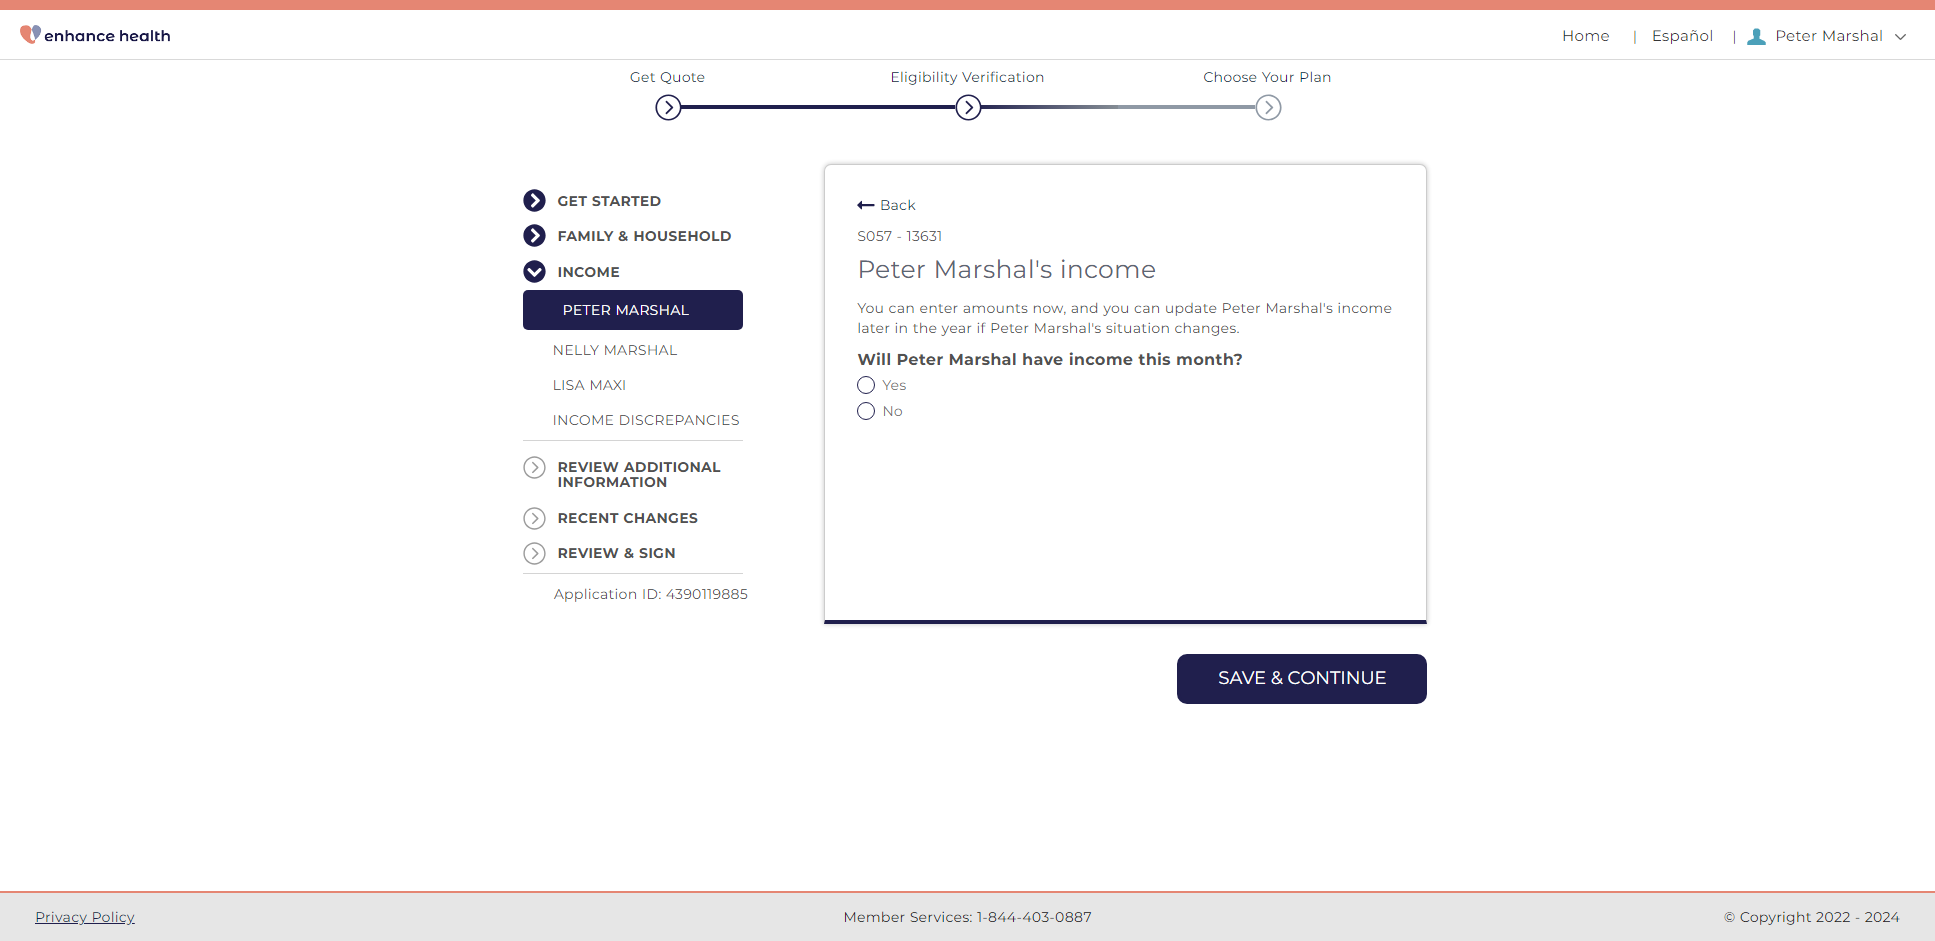 enhance health
Home | Español | Peter Marshal
Get Quote
Eligibility Verification
Choose Your Plan
GET STARTED
FAMILY & HOUSEHOLD
INCOME
PETER MARSHAL
NELLY MARSHAL
LISA MAXI
INCOME DISCREPANCIES
REVIEW ADDITIONAL
INFORMATION
RECENT CHANGES
REVIEW & SIGN
Application ID: 4390119885
Back
S057 - 13631
Peter Marshal's income
You can enter amounts now, and you can update Peter Marshal's income
later in the year if Peter Marshal's situation changes.
Will Peter Marshal have income this month?
Yes
No
SAVE & CONTINUE
Privacy Policy
Member Services: 1-844-403-0887
© Copyright 2022 - 2024